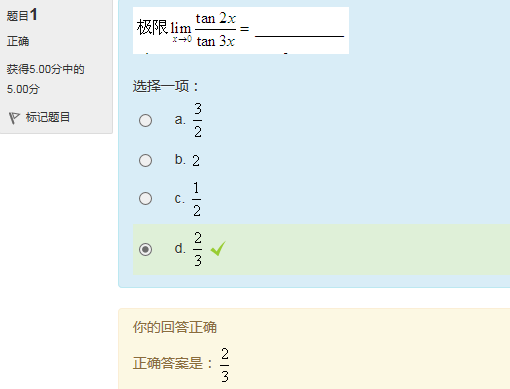 题目1
正确
获得5.00分中的
5.00分
标记题目
极限 lim x→0 tan 2x / tan 3x = ________
选择一项：
a. 3/2
b. 2
c. 1/2
d. 2/3
你的回答正确
正确答案是： 2/3